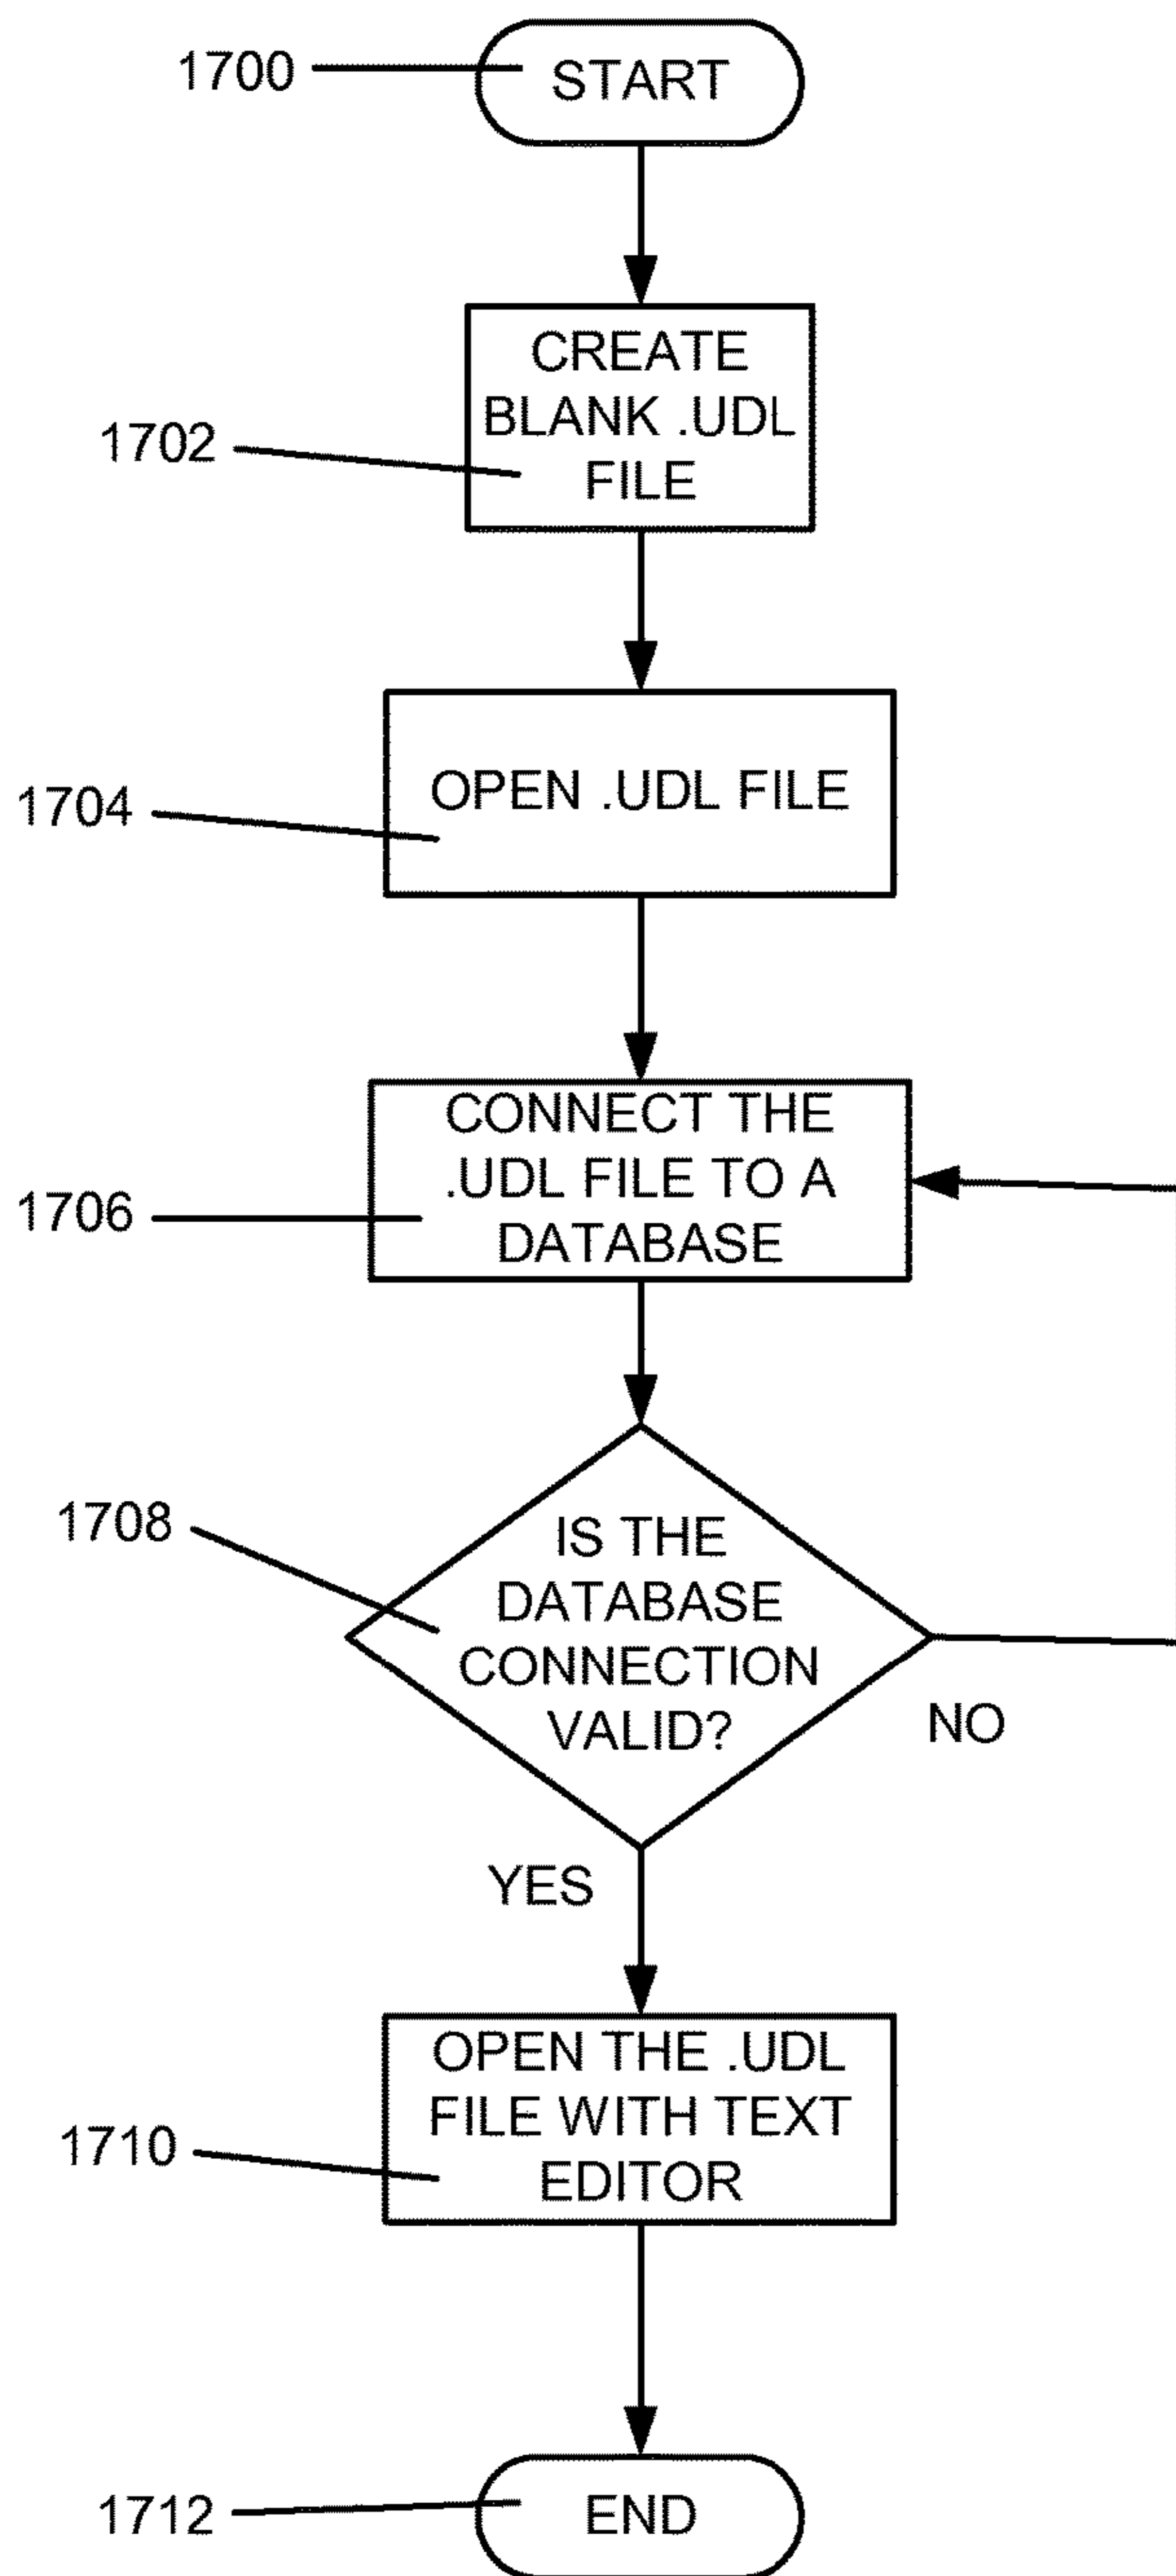 1700
START
1702
CREATE
BLANK .UDL
FILE
1704
OPEN .UDL FILE
1706
CONNECT THE
.UDL FILE TO A
DATABASE
1708
IS THE
DATABASE
CONNECTION
VALID?
NO
YES
1710
OPEN THE .UDL
FILE WITH TEXT
EDITOR
1712
END